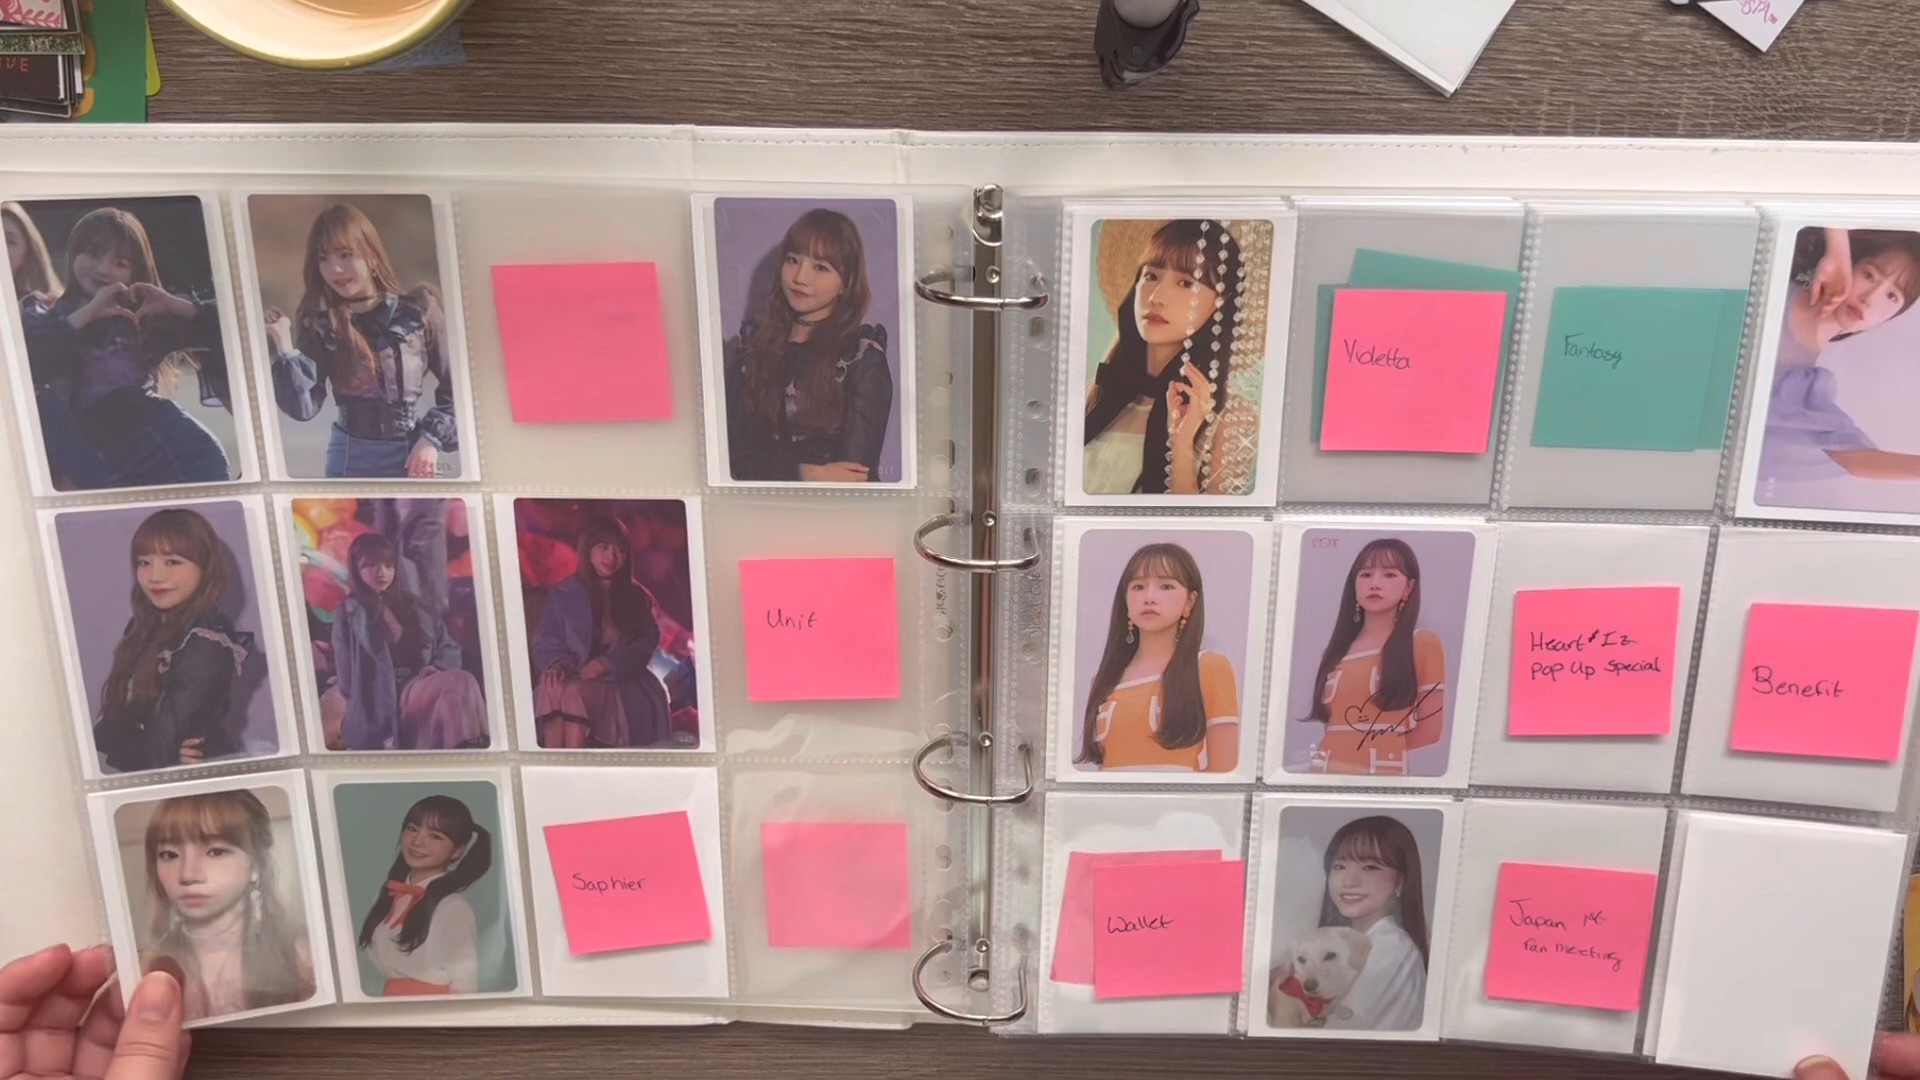 Violetta
Fantasy
Unit
Heart*Iz
Pop Up Special
Benefit
Saphier
Wallet
Japan 1st
Fan meeting